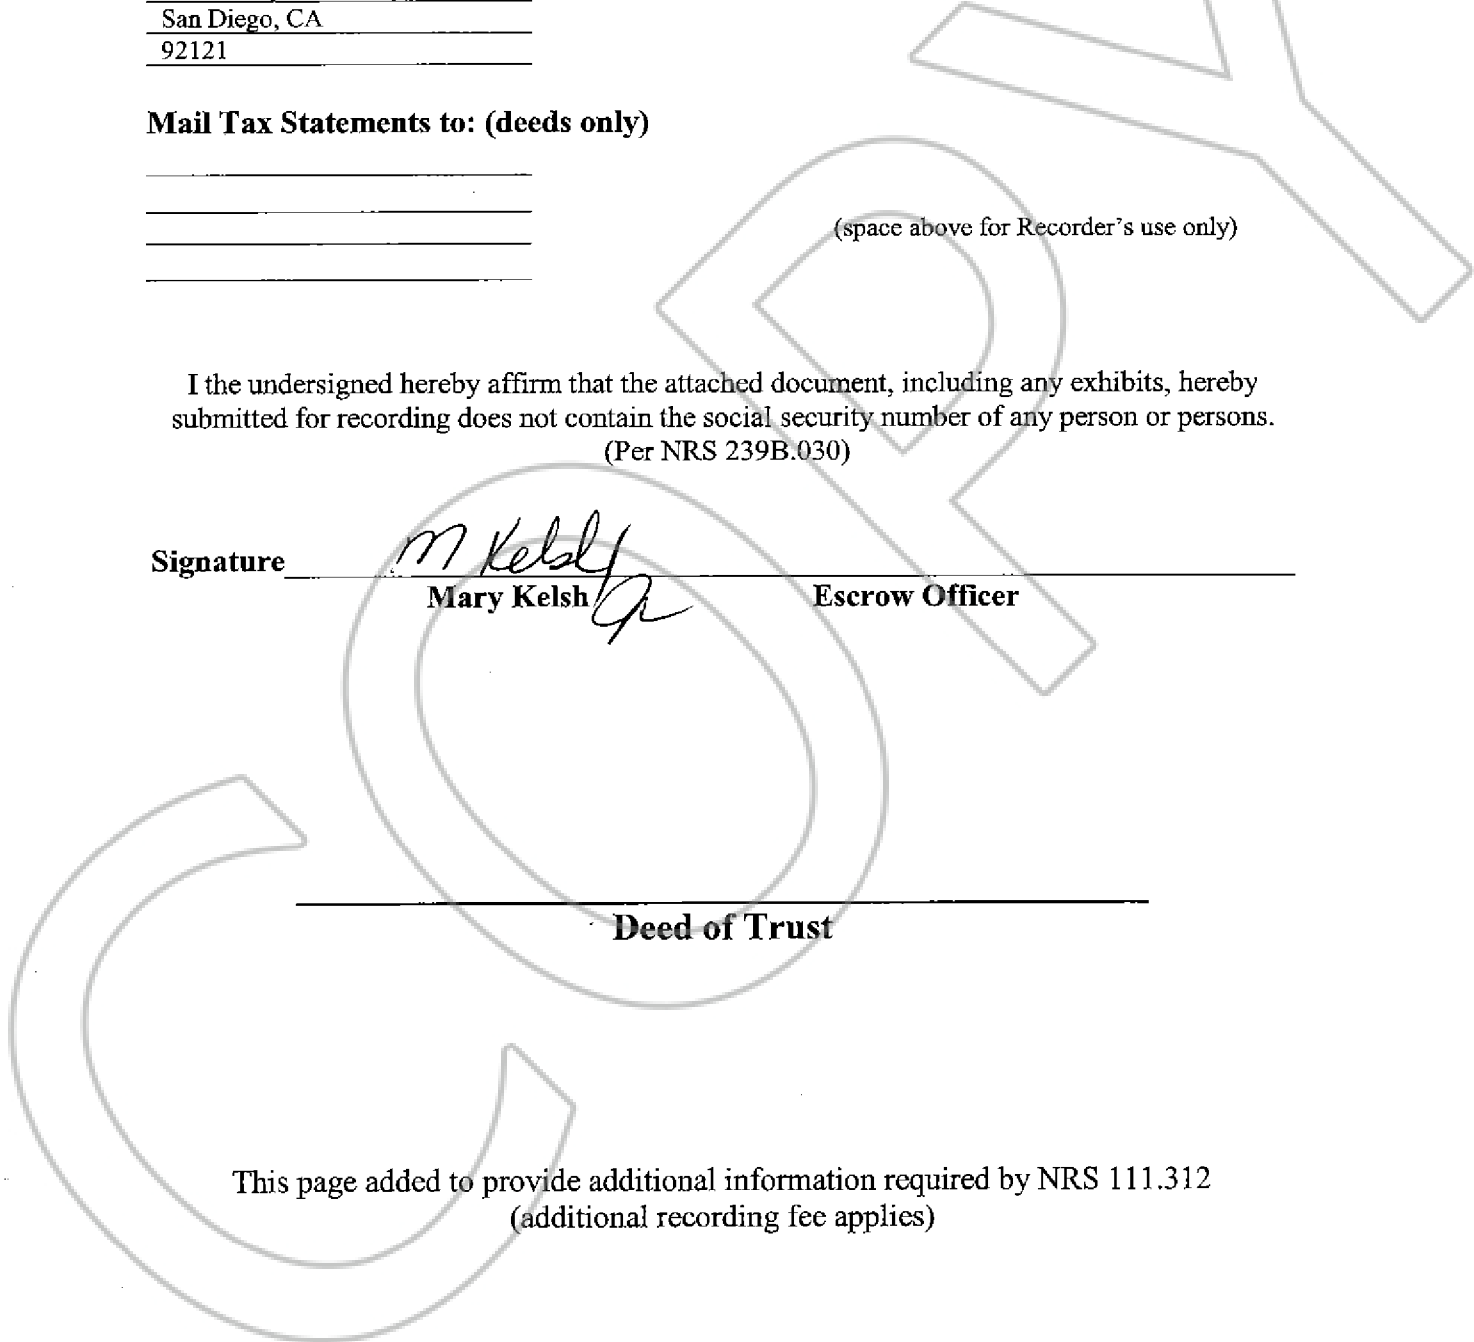 San Diego, CA
92121
Mail Tax Statements to: (deeds only)
(space above for Recorder's use only)
I the undersigned hereby affirm that the attached document, including any exhibits, hereby
submitted for recording does not contain the social security number of any person or persons.
(Per NRS 239B.030)
Signature M Kelsh
Mary Kelsh Escrow Officer
Deed of Trust
This page added to provide additional information required by NRS 111.312
(additional recording fee applies)
COPY